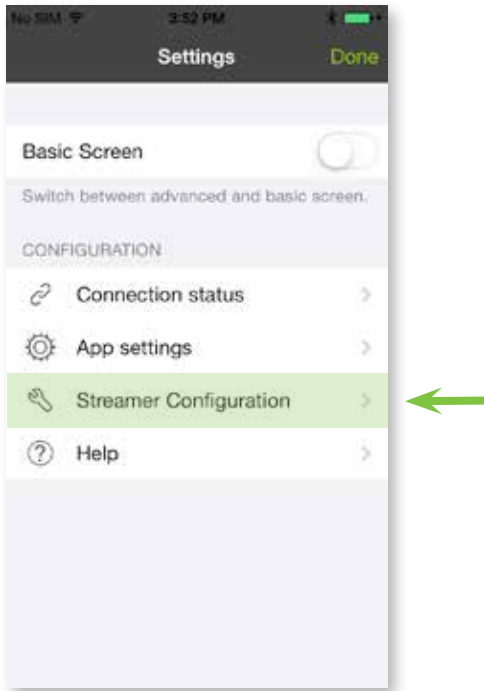 No SIM 3:52 PM
Settings Done
Basic Screen
Switch between advanced and basic screen.
CONFIGURATION
Connection status
App settings
Streamer Configuration
? Help